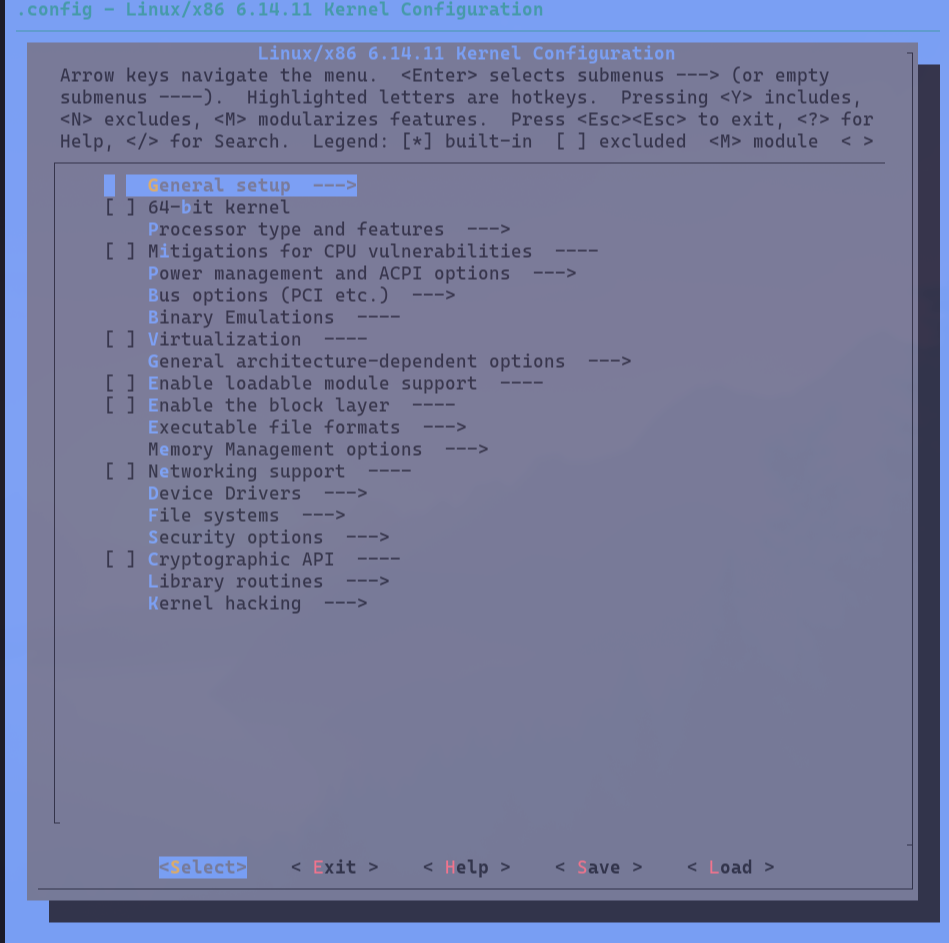 .config - Linux/x86 6.14.11 Kernel Configuration
Linux/x86 6.14.11 Kernel Configuration
Arrow keys navigate the menu.  <Enter> selects submenus ---> (or empty
submenus ----).  Highlighted letters are hotkeys.  Pressing <Y> includes,
<N> excludes, <M> modularizes features.  Press <Esc><Esc> to exit, <?> for
Help, </> for Search.  Legend: [*] built-in  [ ] excluded  <M> module  < >
General setup  --->
[ ] 64-bit kernel
Processor type and features  --->
[ ] Mitigations for CPU vulnerabilities  ----
Power management and ACPI options  --->
Bus options (PCI etc.)  --->
Binary Emulations  ----
[ ] Virtualization  ----
General architecture-dependent options  --->
[ ] Enable loadable module support  ----
[ ] Enable the block layer  ----
Executable file formats  --->
Memory Management options  --->
[ ] Networking support  ----
Device Drivers  --->
File systems  --->
Security options  --->
[ ] Cryptographic API  ----
Library routines  --->
Kernel hacking  --->
<Select>    < Exit >    < Help >    < Save >    < Load >